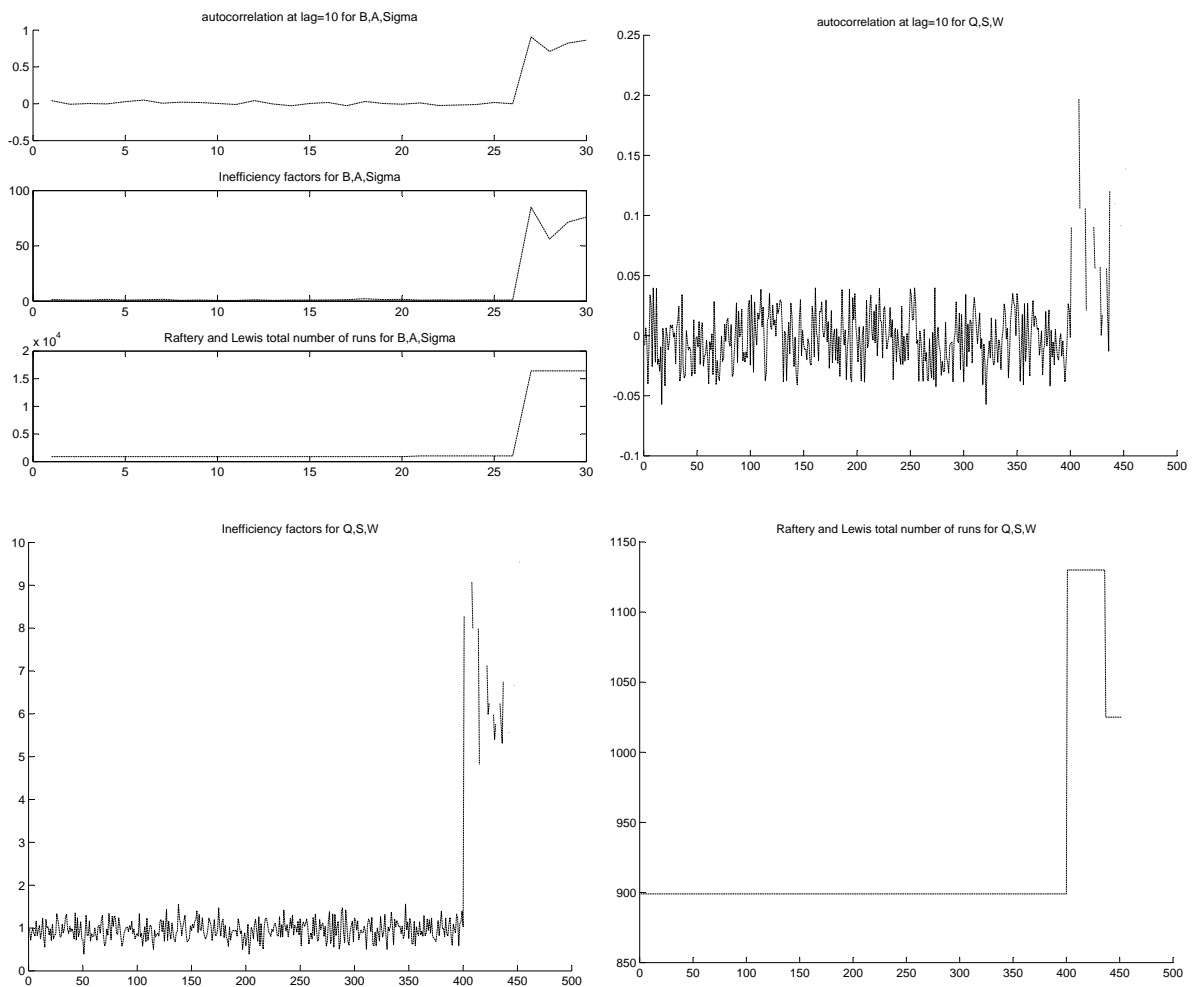 autocorrelation at lag=10 for B,A,Sigma
1
0.5
0
-0.5
0 5 10 15 20 25 30
Inefficiency factors for B,A,Sigma
100
50
0
0 5 10 15 20 25 30
Raftery and Lewis total number of runs for B,A,Sigma
x 10^4
2
1.5
1
0.5
0
0 5 10 15 20 25 30
autocorrelation at lag=10 for Q,S,W
0.25
0.2
0.15
0.1
0.05
0
-0.05
-0.1
0 50 100 150 200 250 300 350 400 450 500
Inefficiency factors for Q,S,W
10
9
8
7
6
5
4
3
2
1
0
0 50 100 150 200 250 300 350 400 450 500
Raftery and Lewis total number of runs for Q,S,W
1150
1100
1050
1000
950
900
850
0 50 100 150 200 250 300 350 400 450 500